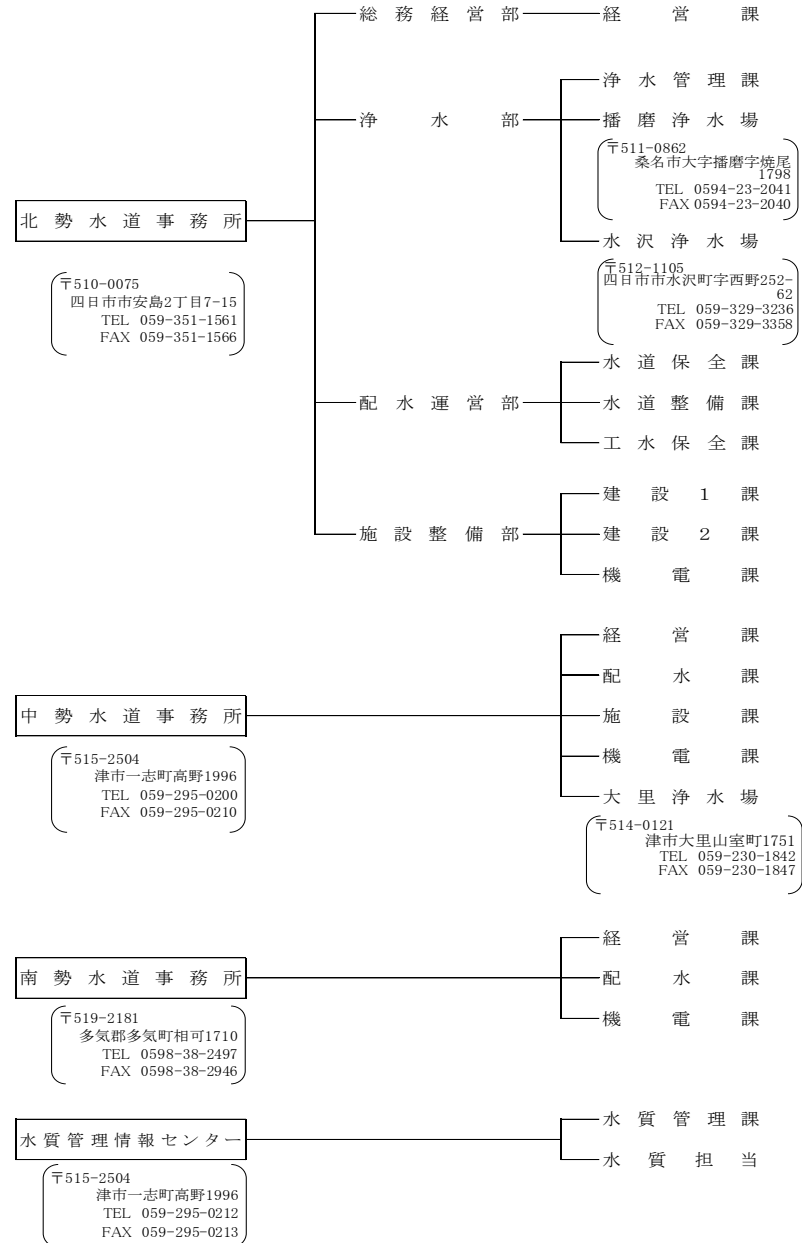 総務経営部 経営課
浄水管理課
浄水部 播磨浄水場
〒511-0862
桑名市大字播磨字焼尾
1798
TEL 0594-23-2041
FAX 0594-23-2040
北勢水道事務所
水沢浄水場
〒510-0075
四日市市安島2丁目7-15
TEL 059-351-1561
FAX 059-351-1566
〒512-1105
四日市市水沢町字西野252-
62
TEL 059-329-3236
FAX 059-329-3358
水道保全課
配水運営部 水道整備課
工水保全課
建設1課
施設整備部 建設2課
機電課
経営課
配水課
中勢水道事務所 施設課
〒515-2504
津市一志町高野1996
TEL 059-295-0200
FAX 059-295-0210
機電課
大里浄水場
〒514-0121
津市大里山室町1751
TEL 059-230-1842
FAX 059-230-1847
経営課
南勢水道事務所 配水課
〒519-2181
多気郡多気町相可1710
TEL 0598-38-2497
FAX 0598-38-2946
機電課
水質管理課
水質管理情報センター
水質担当
〒515-2504
津市一志町高野1996
TEL 059-295-0212
FAX 059-295-0213